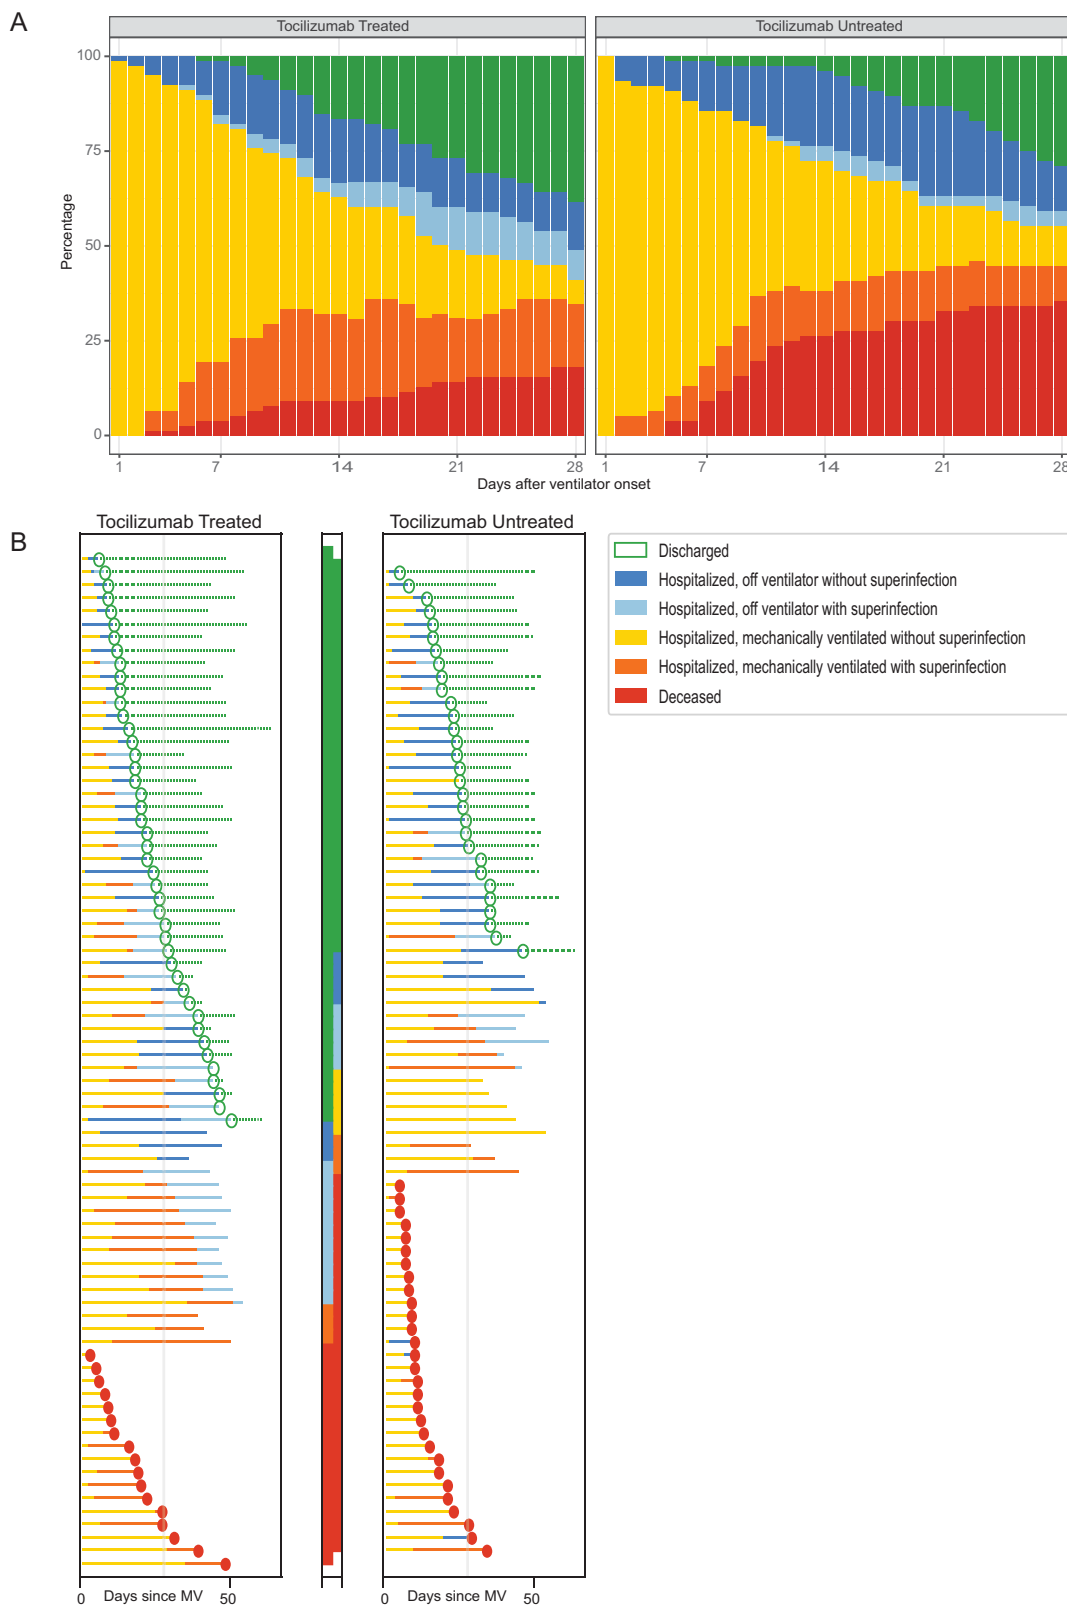 A
Tocilizumab Treated
Tocilizumab Untreated
100
75
50
25
0
Percentage
1
7
14
21
28
1
7
14
21
28
Days after ventilator onset
B
Tocilizumab Treated
Tocilizumab Untreated
Discharged
Hospitalized, off ventilator without superinfection
Hospitalized, off ventilator with superinfection
Hospitalized, mechanically ventilated without superinfection
Hospitalized, mechanically ventilated with superinfection
Deceased
0
Days since MV
50
0
Days since MV
50